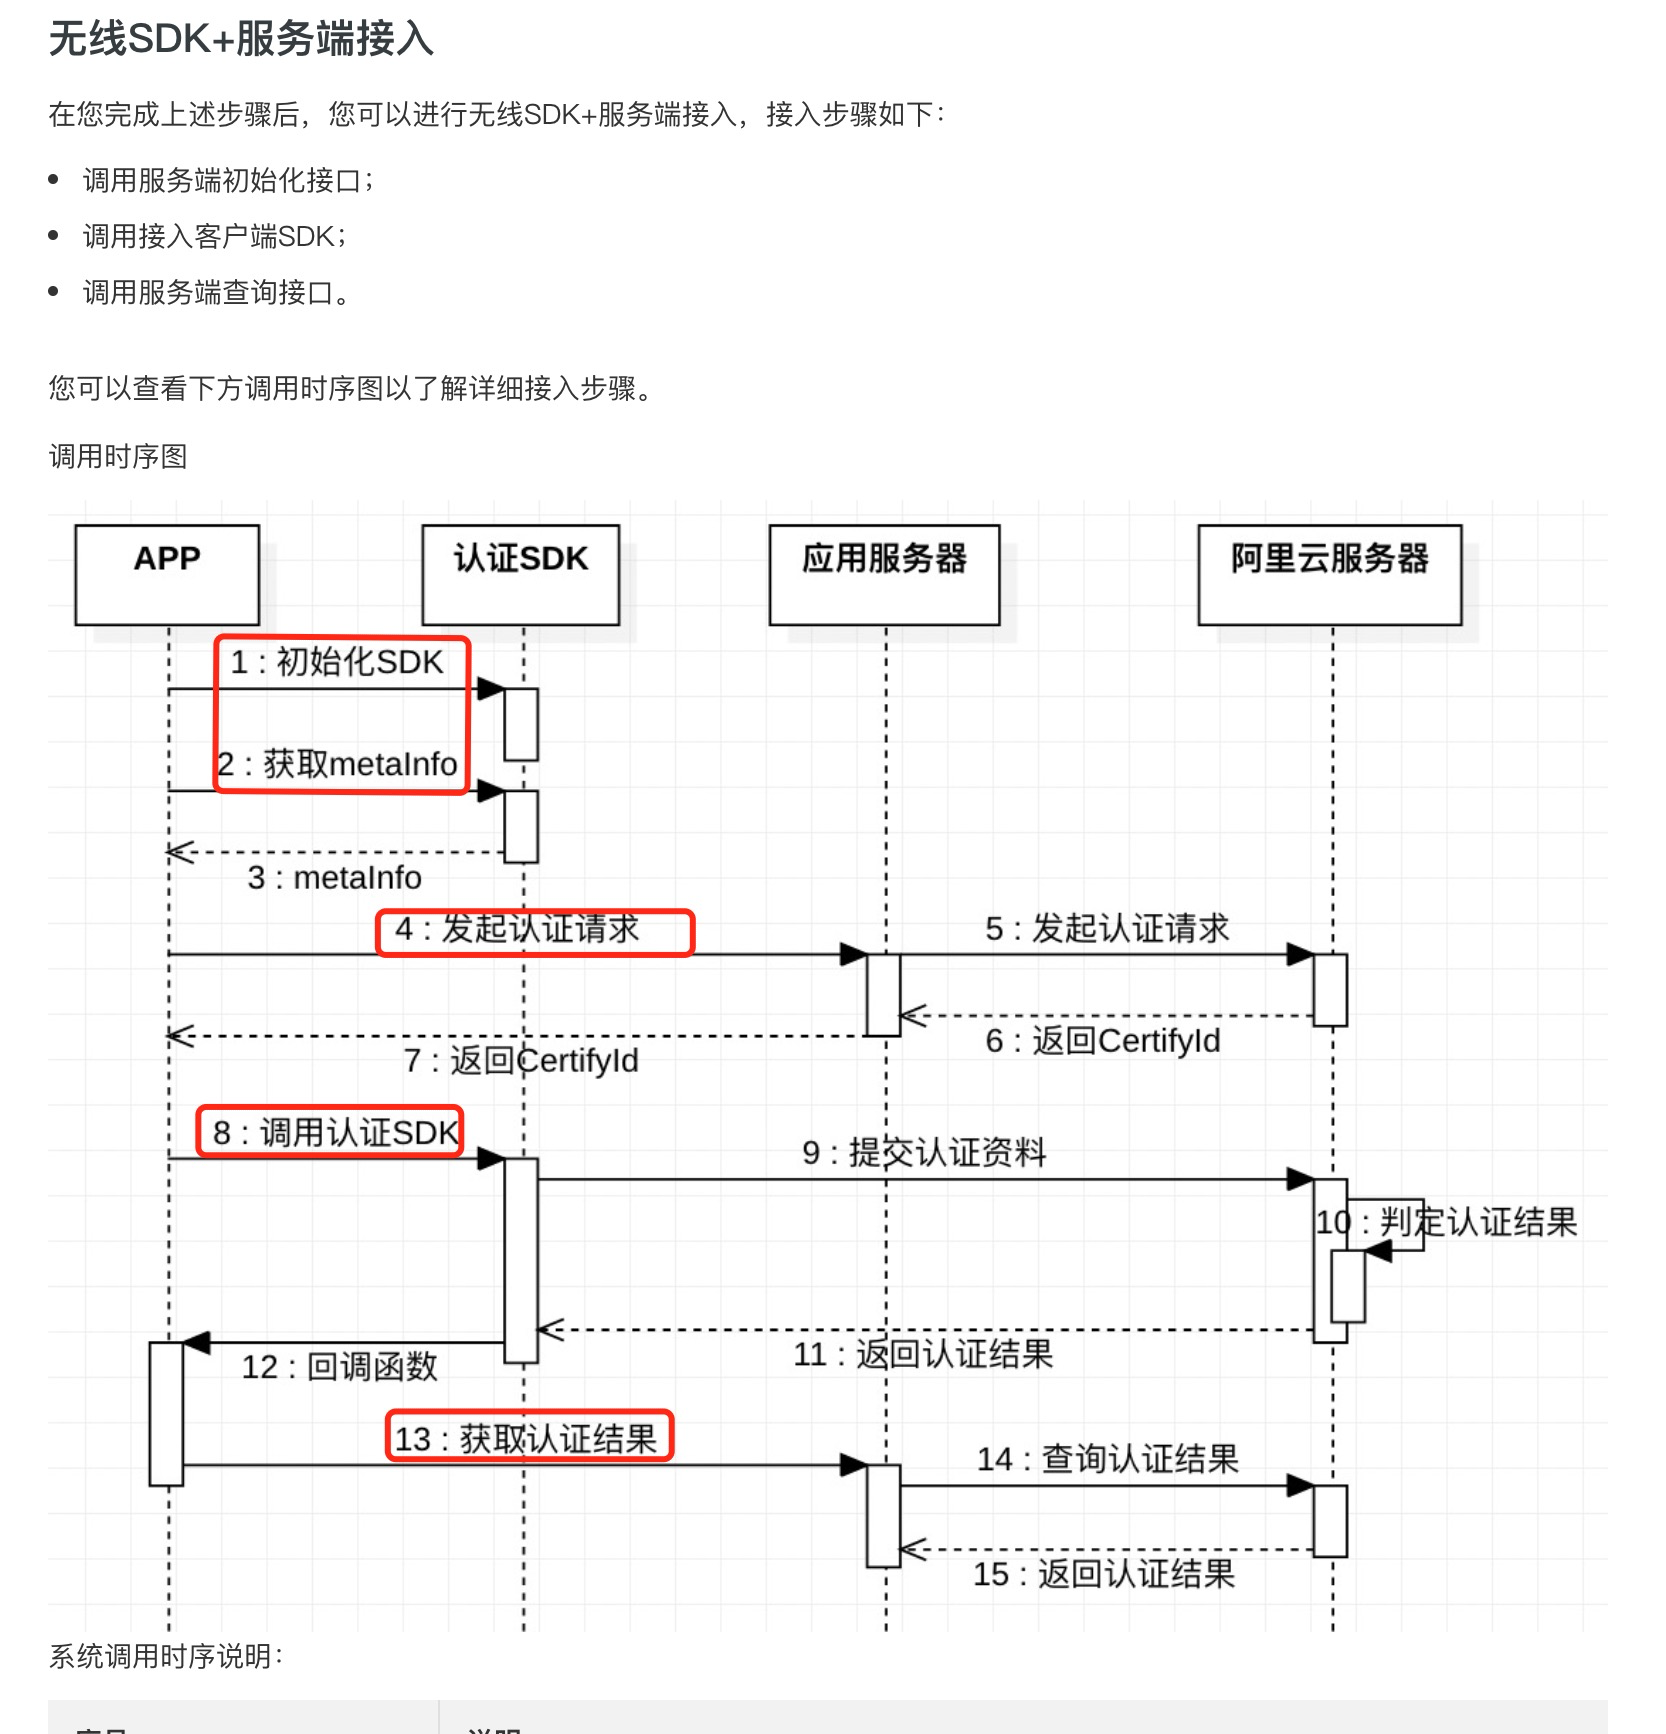 无线SDK+服务端接入
在您完成上述步骤后，您可以进行无线SDK+服务端接入，接入步骤如下：
• 调用服务端初始化接口；
• 调用接入客户端SDK；
• 调用服务端查询接口。
您可以查看下方调用时序图以了解详细接入步骤。
调用时序图
APP
认证SDK
应用服务器
阿里云服务器
1 : 初始化SDK
2 : 获取metaInfo
3 : metaInfo
4 : 发起认证请求
5 : 发起认证请求
6 : 返回CertifyId
7 : 返回CertifyId
8 : 调用认证SDK
9 : 提交认证资料
10 : 判定认证结果
11 : 返回认证结果
12 : 回调函数
13 : 获取认证结果
14 : 查询认证结果
15 : 返回认证结果
系统调用时序说明：